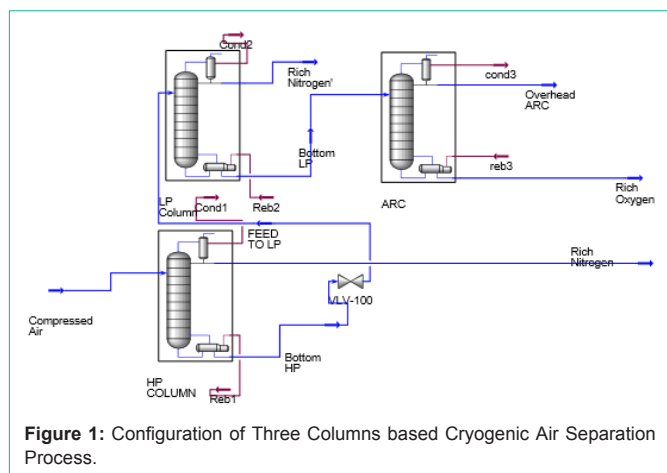 Cond2
Rich
Nitrogen'
cond3
Overhead
ARC
Bottom
LP
reb3
LP
Column
Cond1
Reb2
ARC
Rich
Oxygen
FEED
TO LP
Rich
Nitrogen
VLV-100
Compressed
Air
Bottom
HP
HP
COLUMN
Reb1
Figure 1: Configuration of Three Columns based Cryogenic Air Separation
Process.